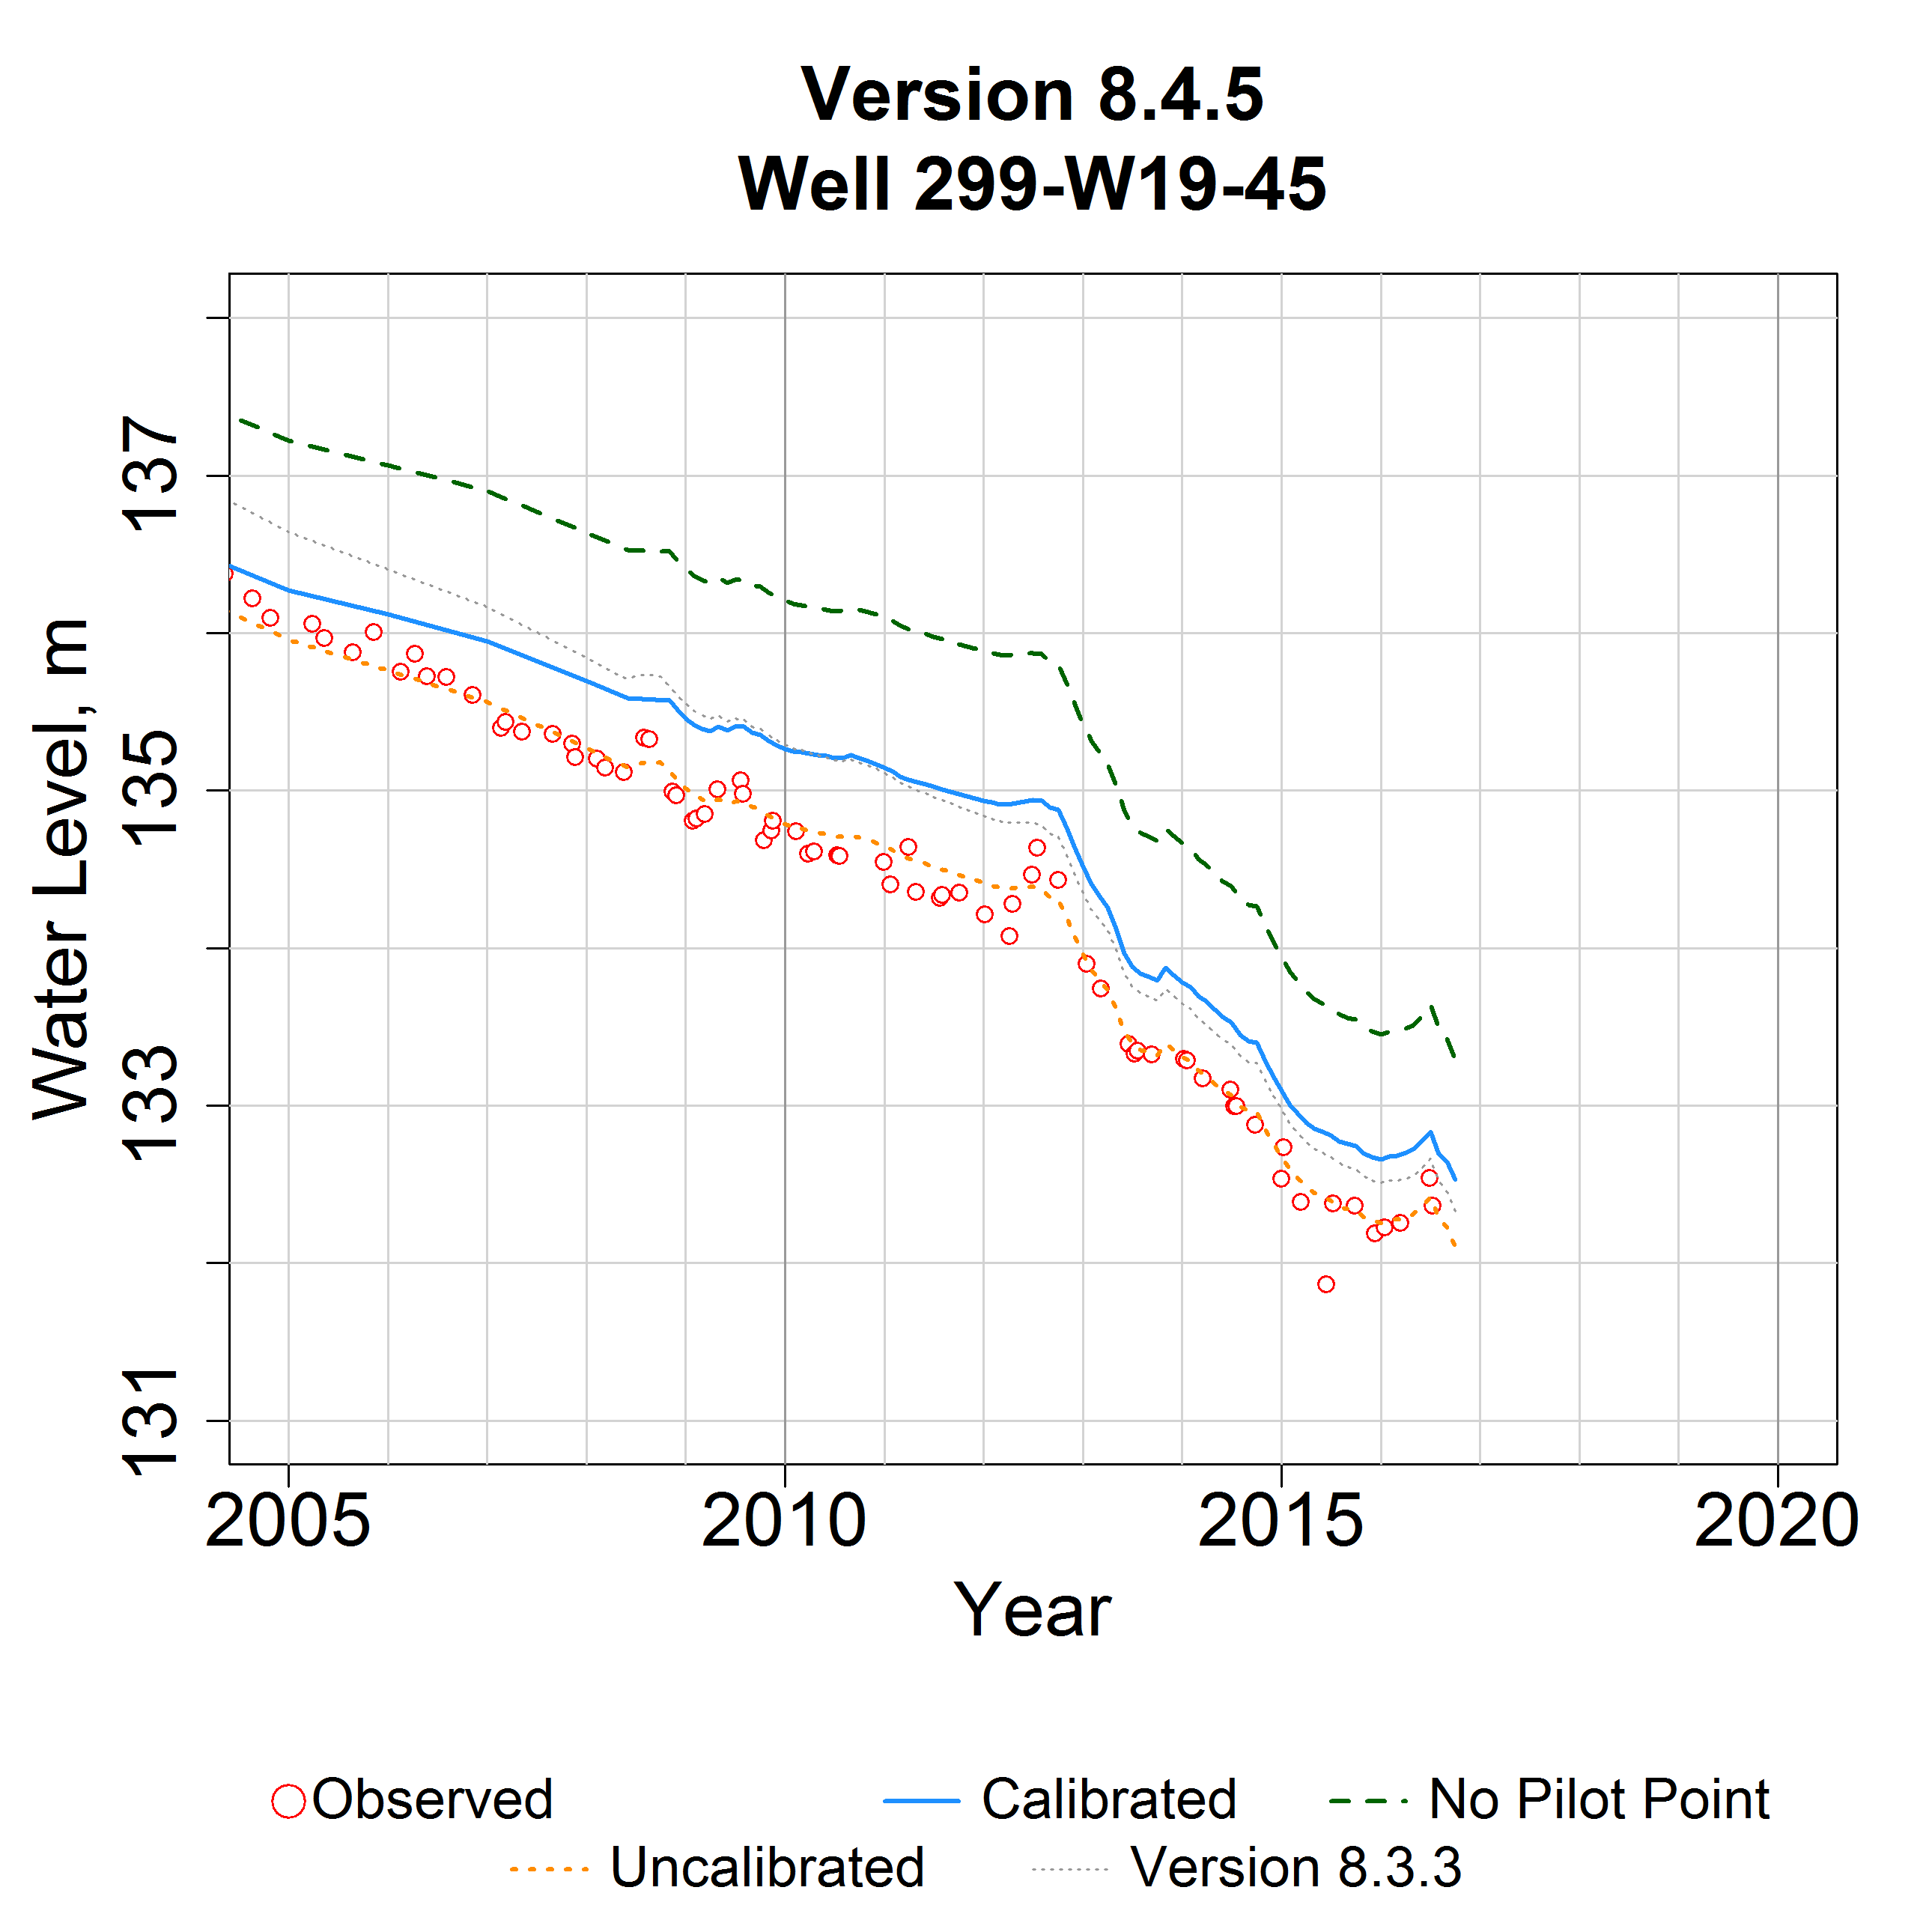 Version 8.4.5
Well 299-W19-45
Water Level, m
137
135
133
131
2005 2010 2015 2020
Year
Observed Calibrated No Pilot Point
Uncalibrated Version 8.3.3